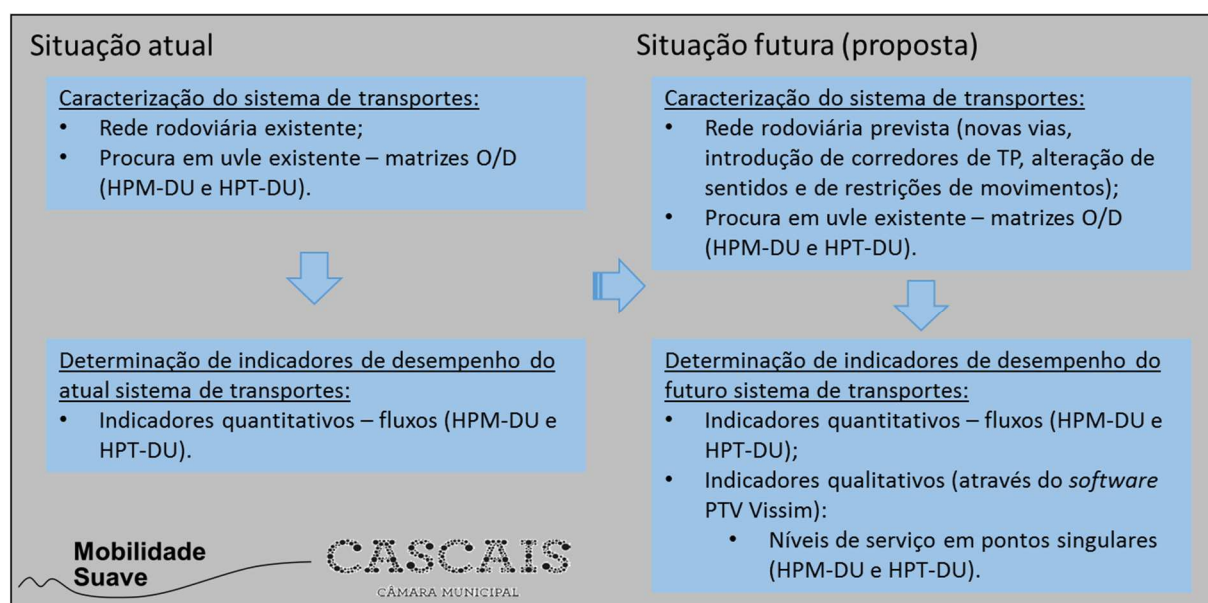 Situação atual
Caracterização do sistema de transportes:
• Rede rodoviária existente;
• Procura em uvle existente – matrizes O/D
(HPM-DU e HPT-DU).
Determinação de indicadores de desempenho do
atual sistema de transportes:
• Indicadores quantitativos – fluxos (HPM-DU e
HPT-DU).
Situação futura (proposta)
Caracterização do sistema de transportes:
• Rede rodoviária prevista (novas vias,
introdução de corredores de TP, alteração de
sentidos e de restrições de movimentos);
• Procura em uvle existente – matrizes O/D
(HPM-DU e HPT-DU).
Determinação de indicadores de desempenho do
futuro sistema de transportes:
• Indicadores quantitativos – fluxos (HPM-DU e
HPT-DU);
• Indicadores qualitativos (através do software
PTV Vissim):
• Níveis de serviço em pontos singulares
(HPM-DU e HPT-DU).
Mobilidade
Suave
CASCAIS
CÂMARA MUNICIPAL